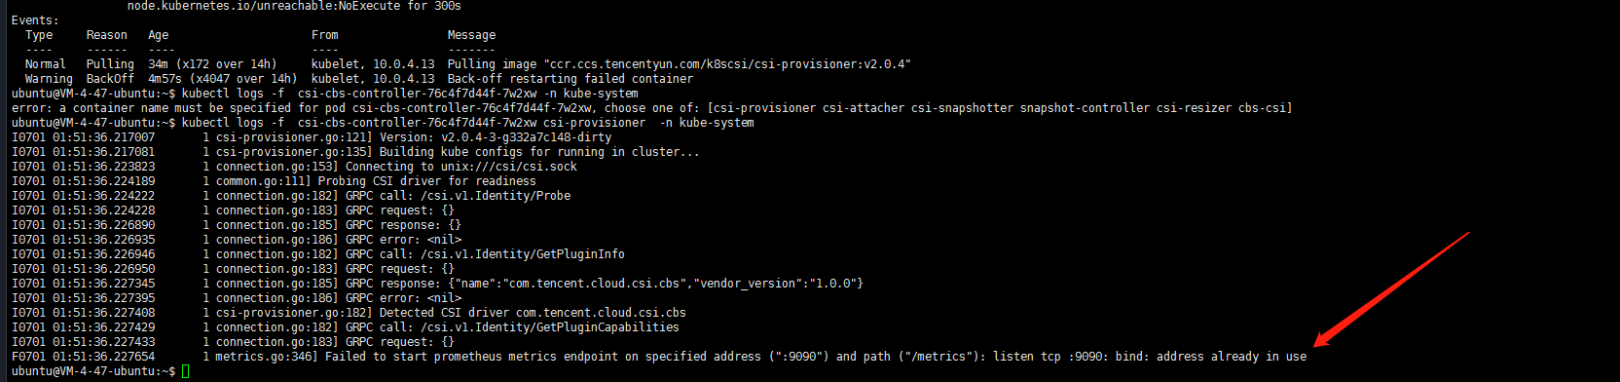 node.kubernetes.io/unreachable:NoExecute for 300s
Events:
Type Reason Age From Message
---- ------ ---- ---- -------
Normal Pulling 34m (x172 over 14h) kubelet, 10.0.4.13 Pulling image "ccr.ccs.tencentyun.com/k8scsi/csi-provisioner:v2.0.4"
Warning BackOff 4m57s (x4047 over 14h) kubelet, 10.0.4.13 Back-off restarting failed container
ubuntu@VM-4-47-ubuntu:~$ kubectl logs -f csi-cbs-controller-76c4f7d44f-7w2xw -n kube-system
error: a container name must be specified for pod csi-cbs-controller-76c4f7d44f-7w2xw, choose one of: [csi-provisioner csi-attacher csi-snapshotter snapshot-controller csi-resizer cbs-csi]
ubuntu@VM-4-47-ubuntu:~$ kubectl logs -f csi-cbs-controller-76c4f7d44f-7w2xw csi-provisioner -n kube-system
I0701 01:51:36.217007 1 csi-provisioner.go:121] Version: v2.0.4-3-g332a7c148-dirty
I0701 01:51:36.217081 1 csi-provisioner.go:135] Building kube configs for running in cluster...
I0701 01:51:36.223823 1 connection.go:153] Connecting to unix:///csi/csi.sock
I0701 01:51:36.224189 1 common.go:111] Probing CSI driver for readiness
I0701 01:51:36.224222 1 connection.go:182] GRPC call: /csi.v1.Identity/Probe
I0701 01:51:36.224228 1 connection.go:183] GRPC request: {}
I0701 01:51:36.226890 1 connection.go:185] GRPC response: {}
I0701 01:51:36.226935 1 connection.go:186] GRPC error: <nil>
I0701 01:51:36.226946 1 connection.go:182] GRPC call: /csi.v1.Identity/GetPluginInfo
I0701 01:51:36.226950 1 connection.go:183] GRPC request: {}
I0701 01:51:36.227345 1 connection.go:185] GRPC response: {"name":"com.tencent.cloud.csi.cbs","vendor_version":"1.0.0"}
I0701 01:51:36.227395 1 connection.go:186] GRPC error: <nil>
I0701 01:51:36.227408 1 csi-provisioner.go:182] Detected CSI driver com.tencent.cloud.csi.cbs
I0701 01:51:36.227429 1 connection.go:182] GRPC call: /csi.v1.Identity/GetPluginCapabilities
I0701 01:51:36.227433 1 connection.go:183] GRPC request: {}
F0701 01:51:36.227654 1 metrics.go:346] Failed to start prometheus metrics endpoint on specified address (":9090") and path ("/metrics"): listen tcp :9090: bind: address already in use
ubuntu@VM-4-47-ubuntu:~$